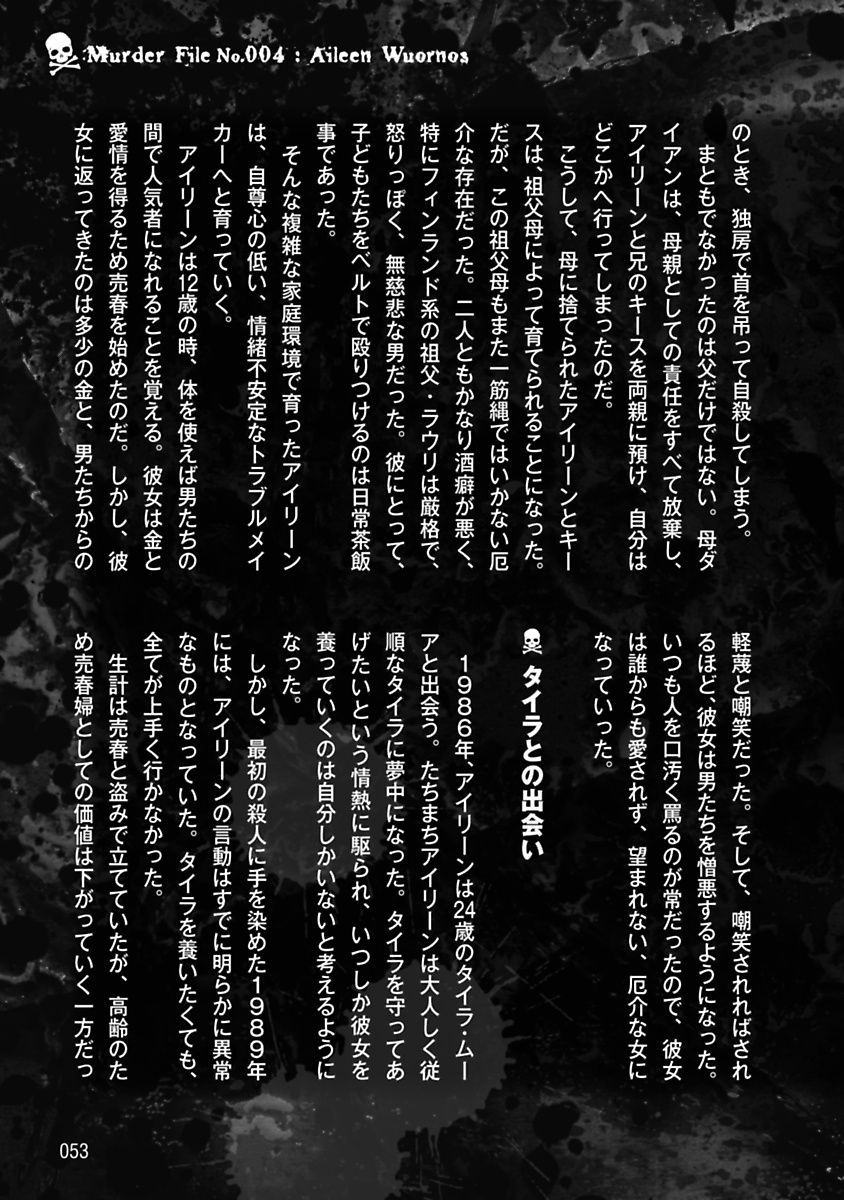 Murder File No.004 : Aileen Wuornos
のとき、独房で首を吊って自殺してしまう。
まともでなかったのは父だけではない。母ダ
イアンは、母親としての責任をすべて放棄し、
アイリーンと兄のキースを両親に預け、自分は
どこかへ行ってしまったのだ。
こうして、母に捨てられたアイリーンとキー
スは、祖父母によって育てられることになった。
だが、この祖父母もまた一筋縄ではいかない厄
介な存在だった。二人ともかなり酒癖が悪く、
特にフィンランド系の祖父・ラウリは厳格で、
怒りっぽく、無慈悲な男だった。彼にとって、
子どもたちをベルトで殴りつけるのは日常茶飯
事であった。
そんな複雑な家庭環境で育ったアイリーン
は、自尊心の低い、情緒不安定なトラブルメイ
カーへと育っていく。
アイリーンは12歳の時、体を使えば男たちの
間で人気者になれることを覚える。彼女は金と
愛情を得るため売春を始めたのだ。しかし、彼
女に返ってきたのは多少の金と、男たちからの
軽蔑と嘲笑だった。そして、嘲笑されればされ
るほど、彼女は男たちを憎悪するようになった。
いつも人を口汚く罵るのが常だったので、彼女
は誰からも愛されず、望まれない、厄介な女に
なっていった。
タイラとの出会い
1986年、アイリーンは24歳のタイラ・ムー
アと出会う。たちまちアイリーンは大人しく従
順なタイラに夢中になった。タイラを守ってあ
げたいという情熱に駆られ、いつしか彼女を
養っていくのは自分しかいないと考えるように
なった。
しかし、最初の殺人に手を染めた1989年
には、アイリーンの言動はすでに明らかに異常
なものとなっていた。タイラを養いたくても、
全てが上手く行かなかった。
生計は売春と盗みで立てていたが、高齢のた
め売春婦としての価値は下がっていく一方だっ
053